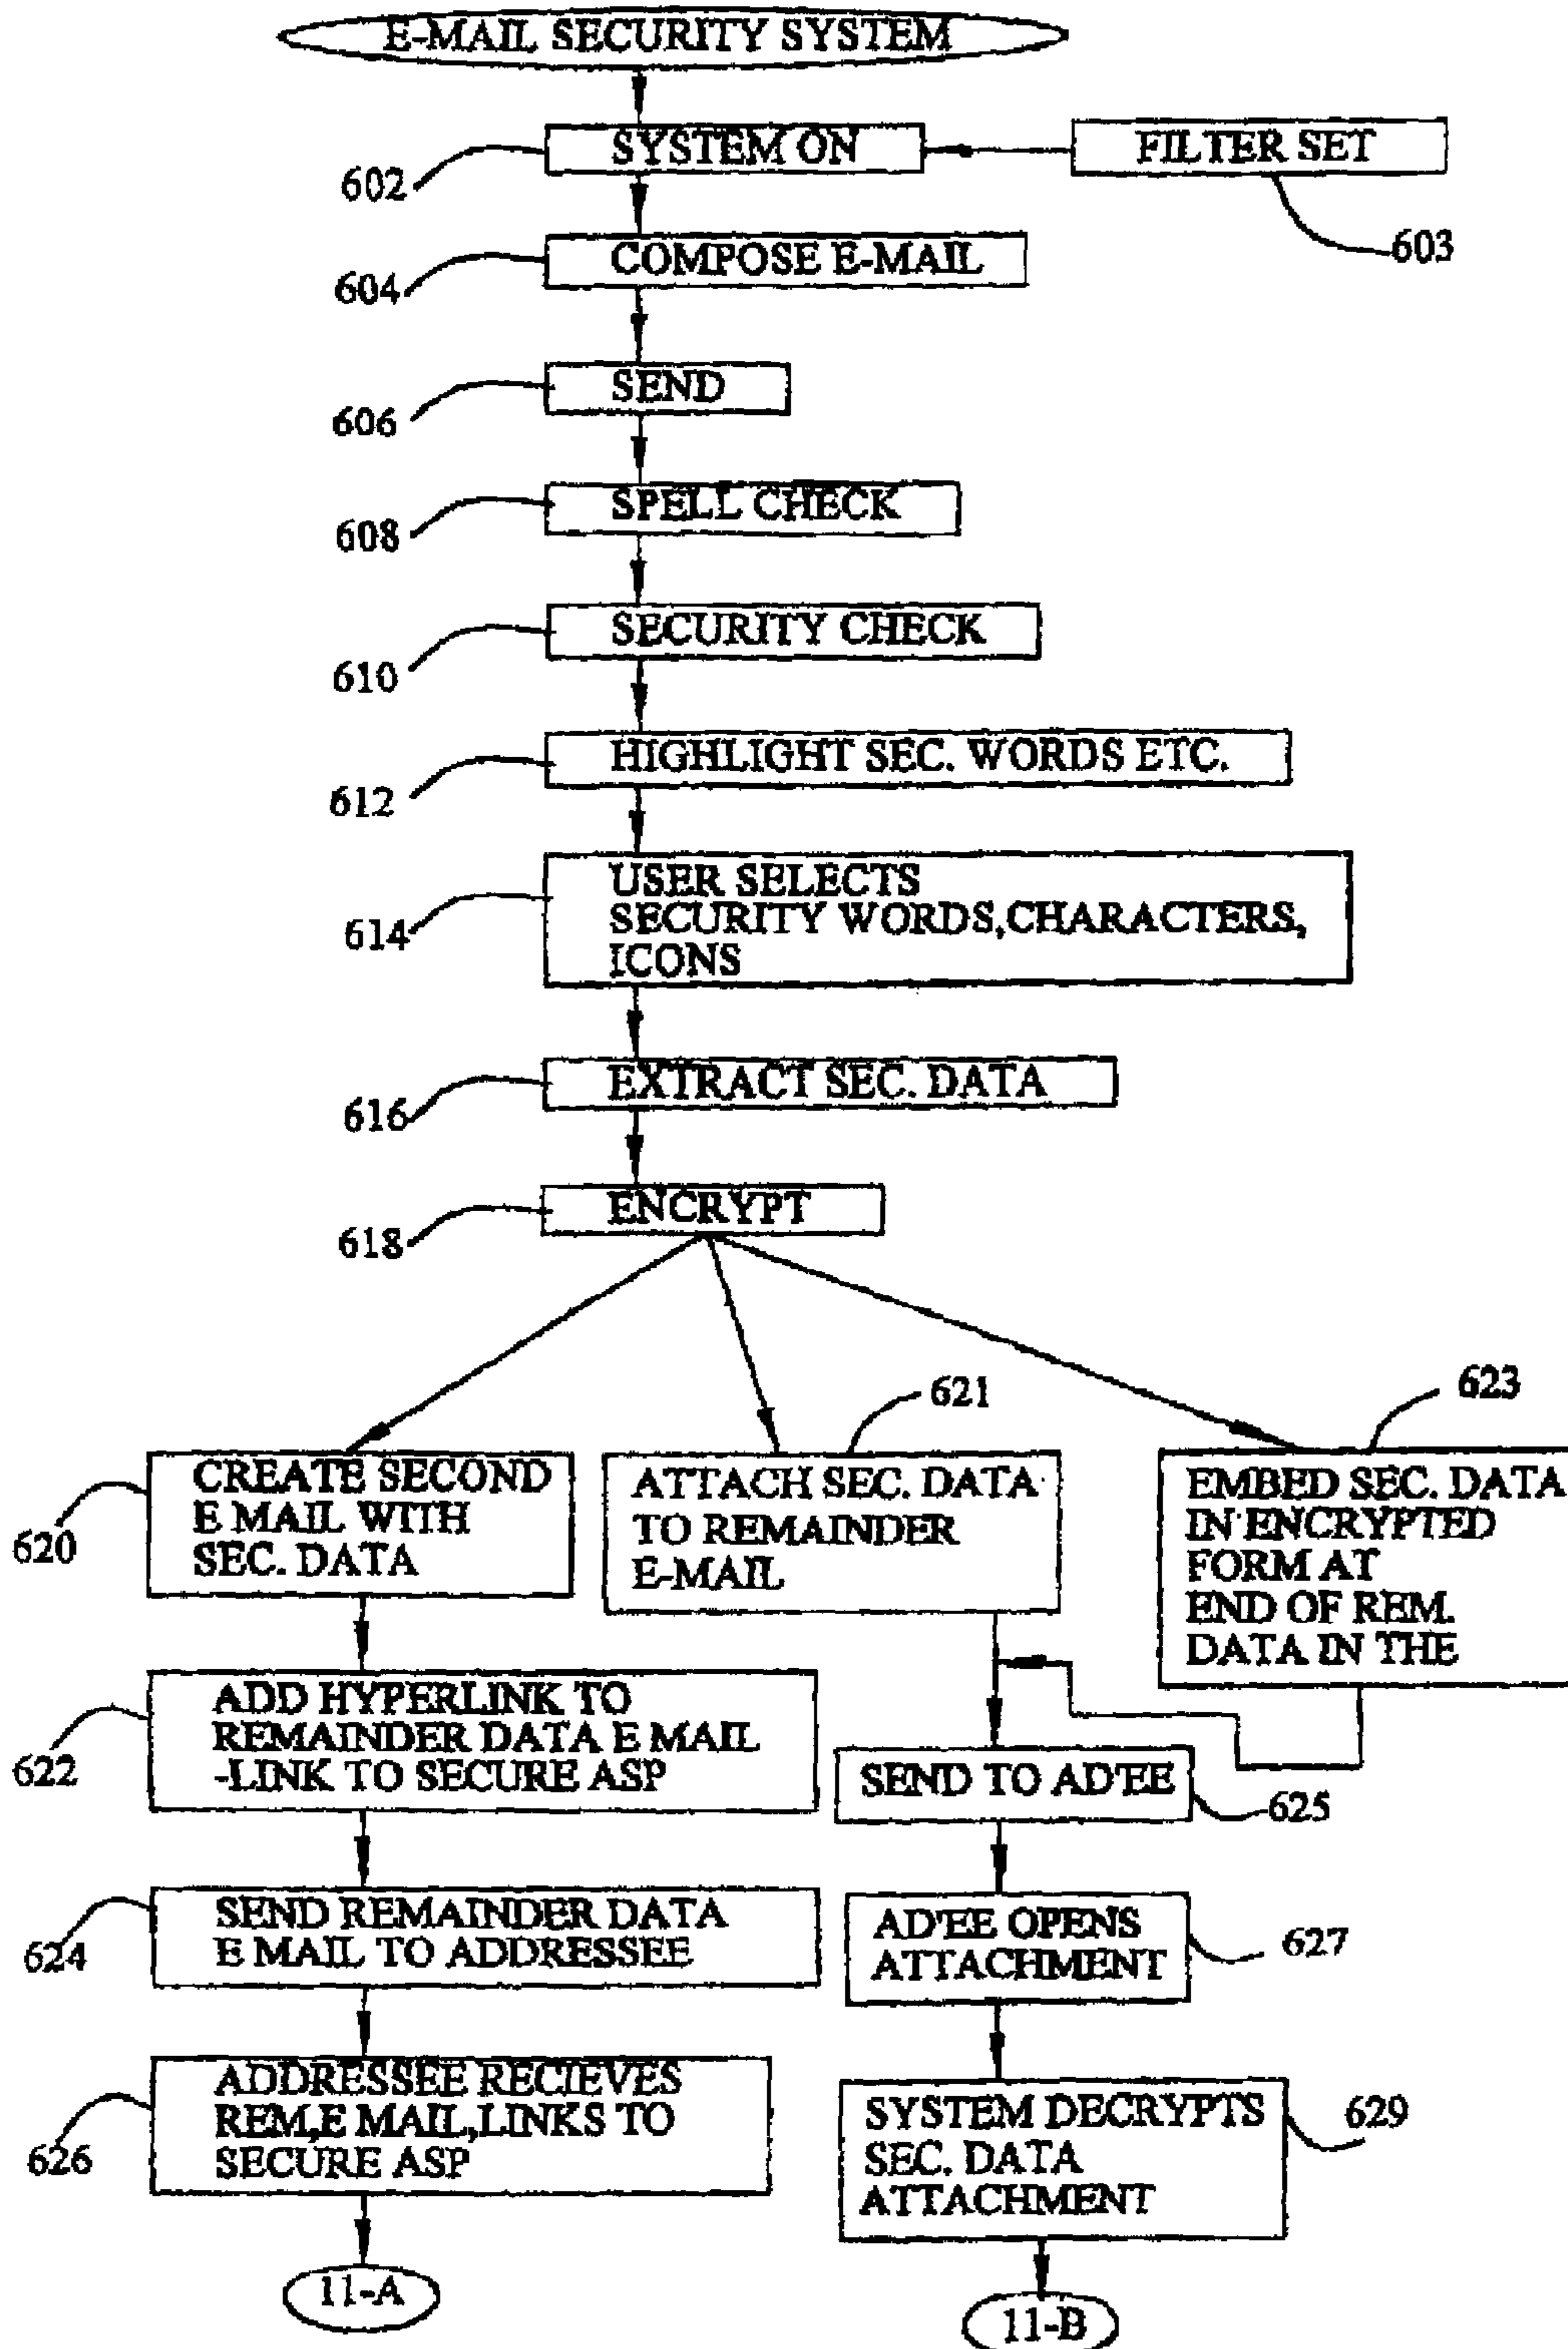 E-MAIL SECURITY SYSTEM
SYSTEM ON
FILTER SET
602
603
COMPOSE E-MAIL
604
SEND
606
SPELL CHECK
608
SECURITY CHECK
610
HIGHLIGHT SEC. WORDS ETC.
612
USER SELECTS
SECURITY WORDS,CHARACTERS,
ICONS
614
EXTRACT SEC. DATA
616
ENCRYPT
618
CREATE SECOND
E MAIL WITH
SEC. DATA
620
621
ATTACH SEC. DATA
TO REMAINDER
E-MAIL
623
EMBED SEC. DATA
IN ENCRYPTED
FORM AT
END OF REM.
DATA IN THE
ADD HYPERLINK TO
REMAINDER DATA E MAIL
-LINK TO SECURE ASP
622
SEND TO AD'EE
625
SEND REMAINDER DATA
E MAIL TO ADDRESSEE
624
AD'EE OPENS
ATTACHMENT
627
ADDRESSEE RECIEVES
REM,E MAIL,LINKS TO
SECURE ASP
626
SYSTEM DECRYPTS
SEC. DATA
ATTACHMENT
629
11-A
11-B